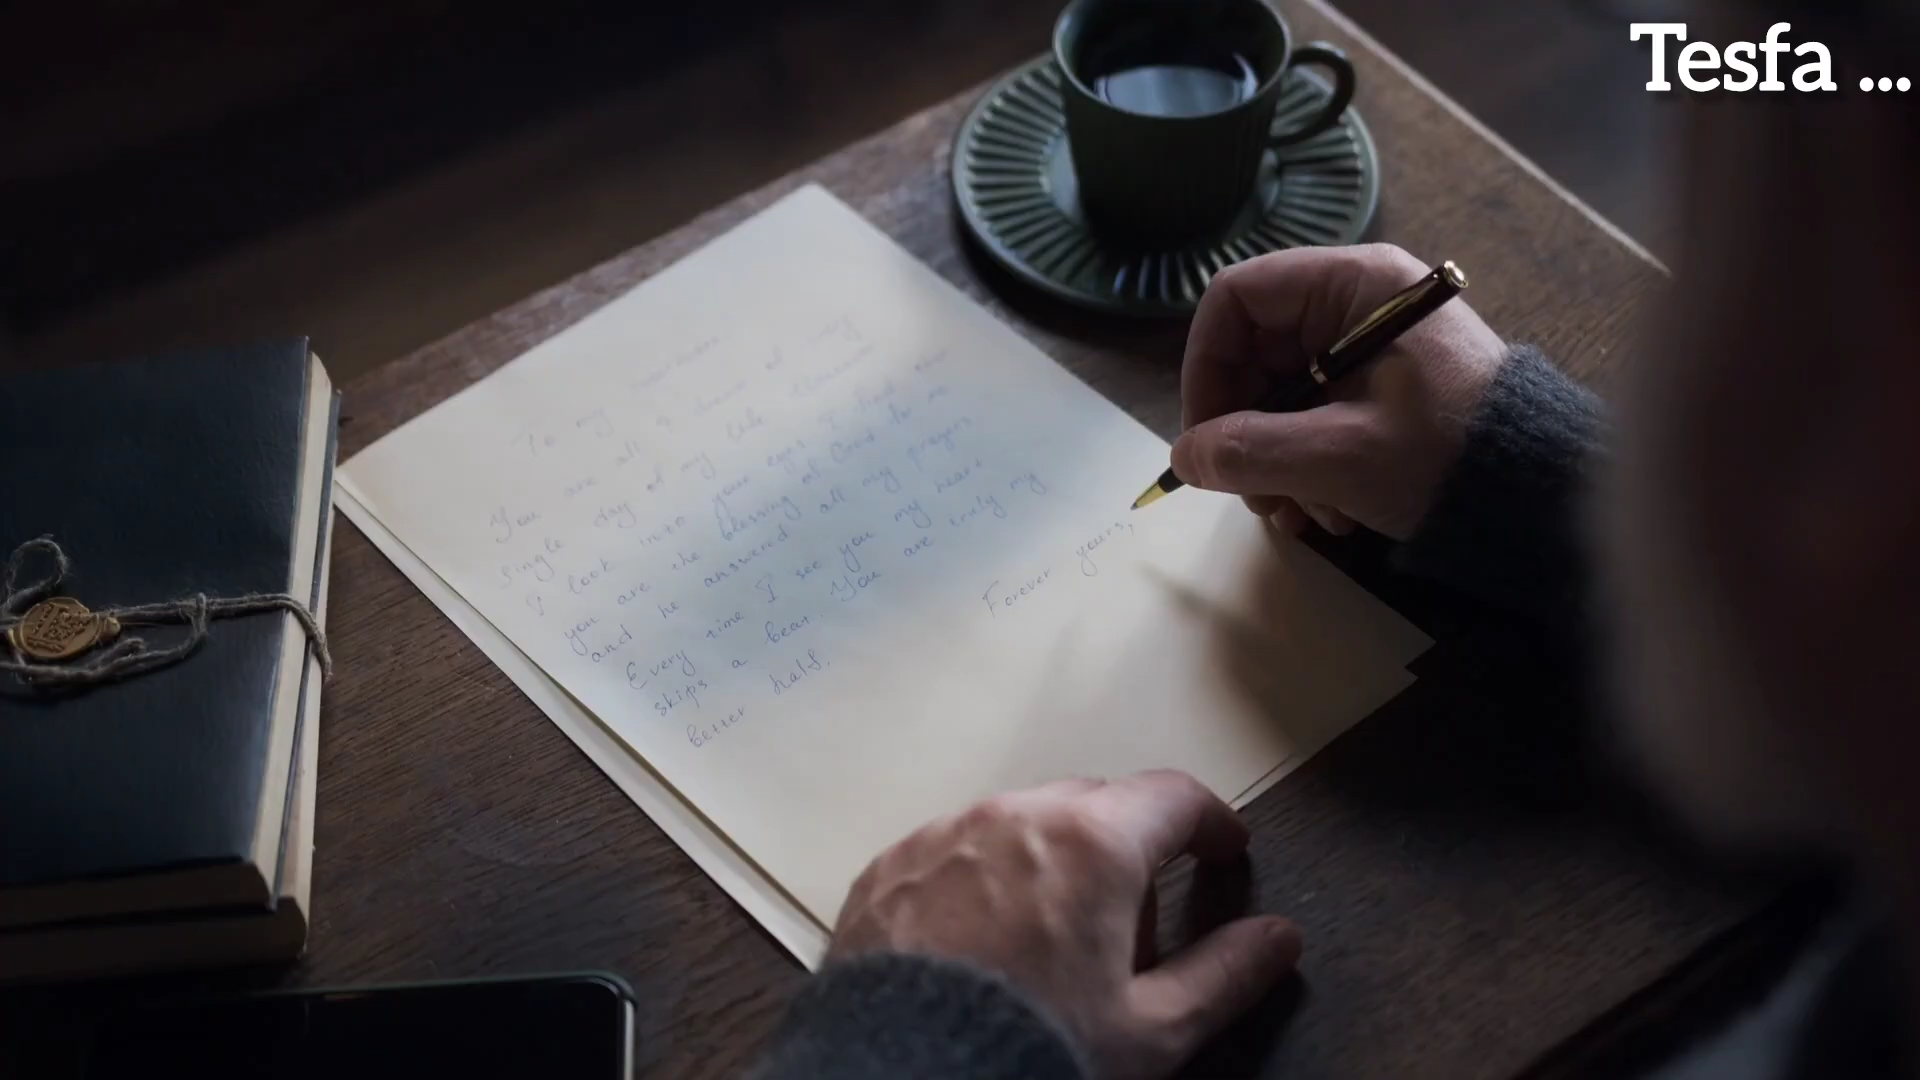 Tesfa ...
To my
You are all I dream of my
single day of my life
I look into your eyes I
you are the blessing of God to me
and he answered all my prayers
Every time I see you my heart
skips a beat. You are truly my
better half.
Forever yours,